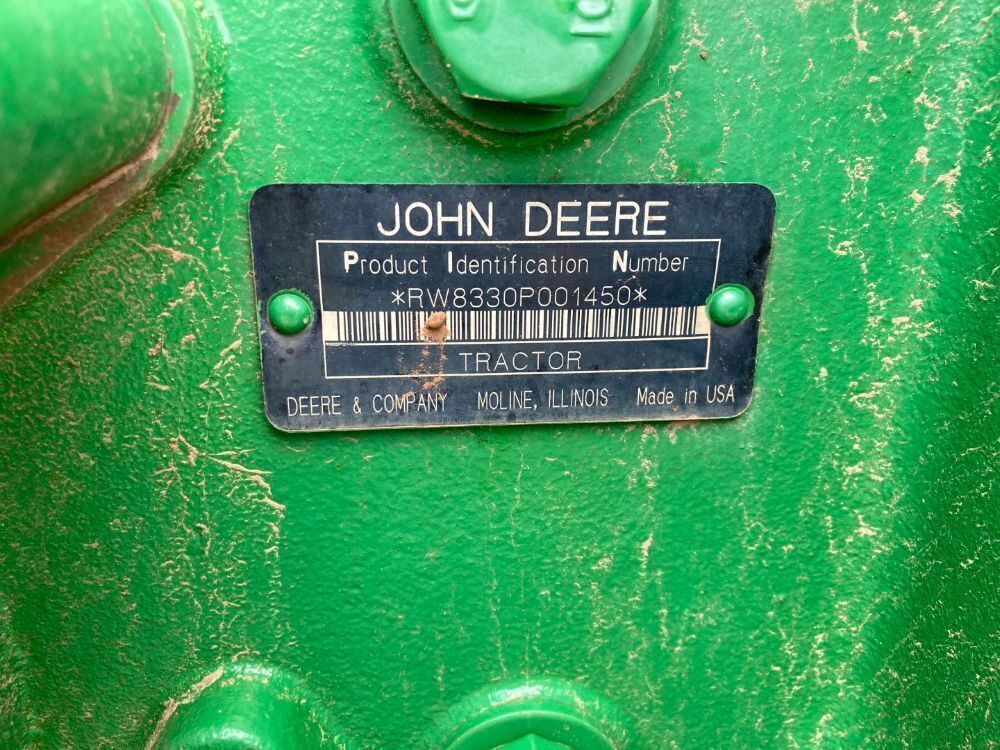 JOHN DEERE
Product Identification Number
*RW8330P001450*
TRACTOR
DEERE & COMPANY MOLINE, ILLINOIS Made in USA